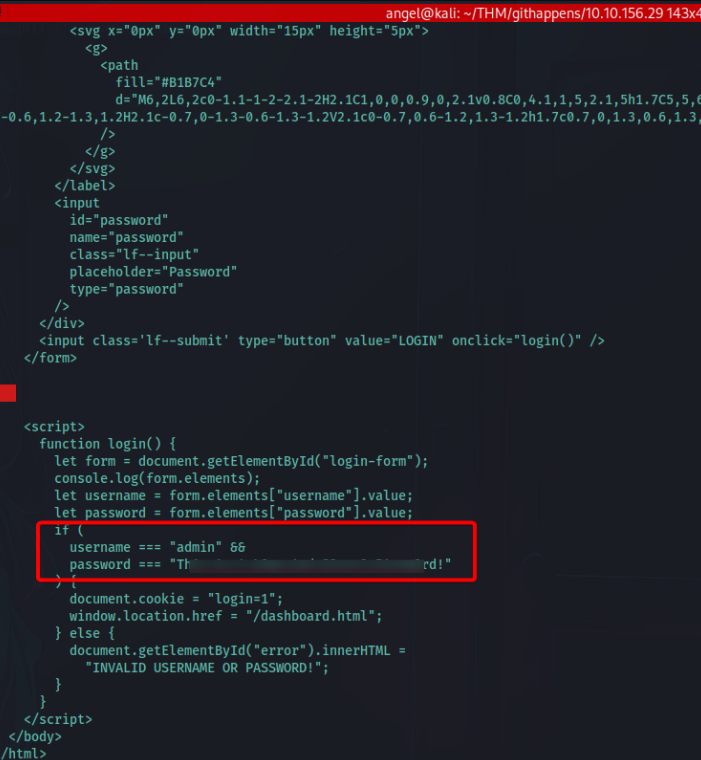 angel@kali: ~/THM/githappens/10.10.156.29 143x4
<svg x="0px" y="0px" width="15px" height="5px">
<g>
<path
fill="#B1B7C4"
d="M6,2L6,2c0-1.1-1-2-2.1-2H2.1C1,0,0,0.9,0,2.1v0.8C0,4.1,1,5,2.1,5h1.7C5,5,6
-0.6,1.2-1.3,1.2H2.1c-0.7,0-1.3-0.6-1.3-1.2V2.1c0-0.7,0.6-1.2,1.3-1.2h1.7c0.7,0,1.3,0.6,1.3,
/>
</g>
</svg>
</label>
<input
id="password"
name="password"
class="lf--input"
placeholder="Password"
type="password"
/>
</div>
<input class='lf--submit' type="button" value="LOGIN" onclick="login()" />
</form>
<script>
function login() {
let form = document.getElementById("login-form");
console.log(form.elements);
let username = form.elements["username"].value;
let password = form.elements["password"].value;
if (
username === "admin" &&
password === "Th rd!"
) {
document.cookie = "login=1";
window.location.href = "/dashboard.html";
} else {
document.getElementById("error").innerHTML =
"INVALID USERNAME OR PASSWORD!";
}
}
</script>
</body>
/html>